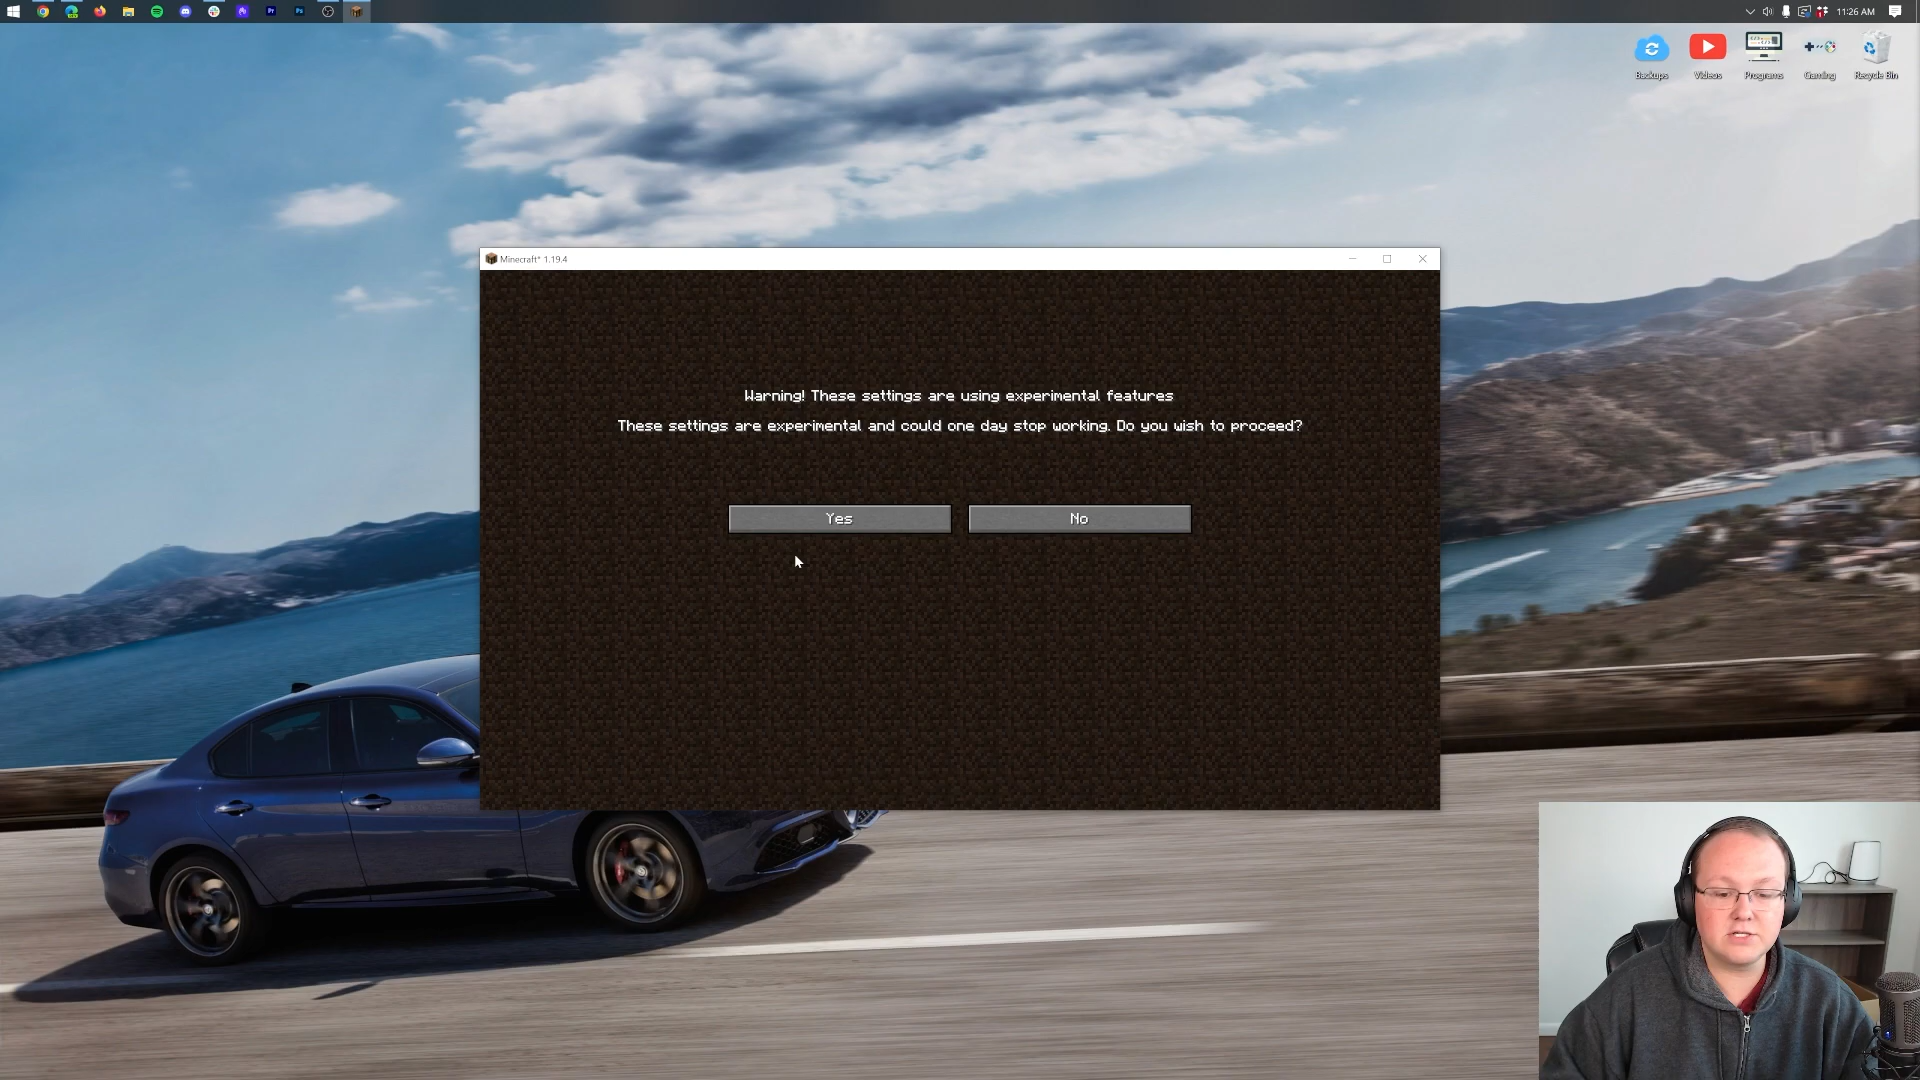 11:26 AM
Backups
Videos
Programs
Gaming
Recycle Bin
Minecraft* 1.19.4
Warning! These settings are using experimental features
These settings are experimental and could one day stop working. Do you wish to proceed?
Yes
No